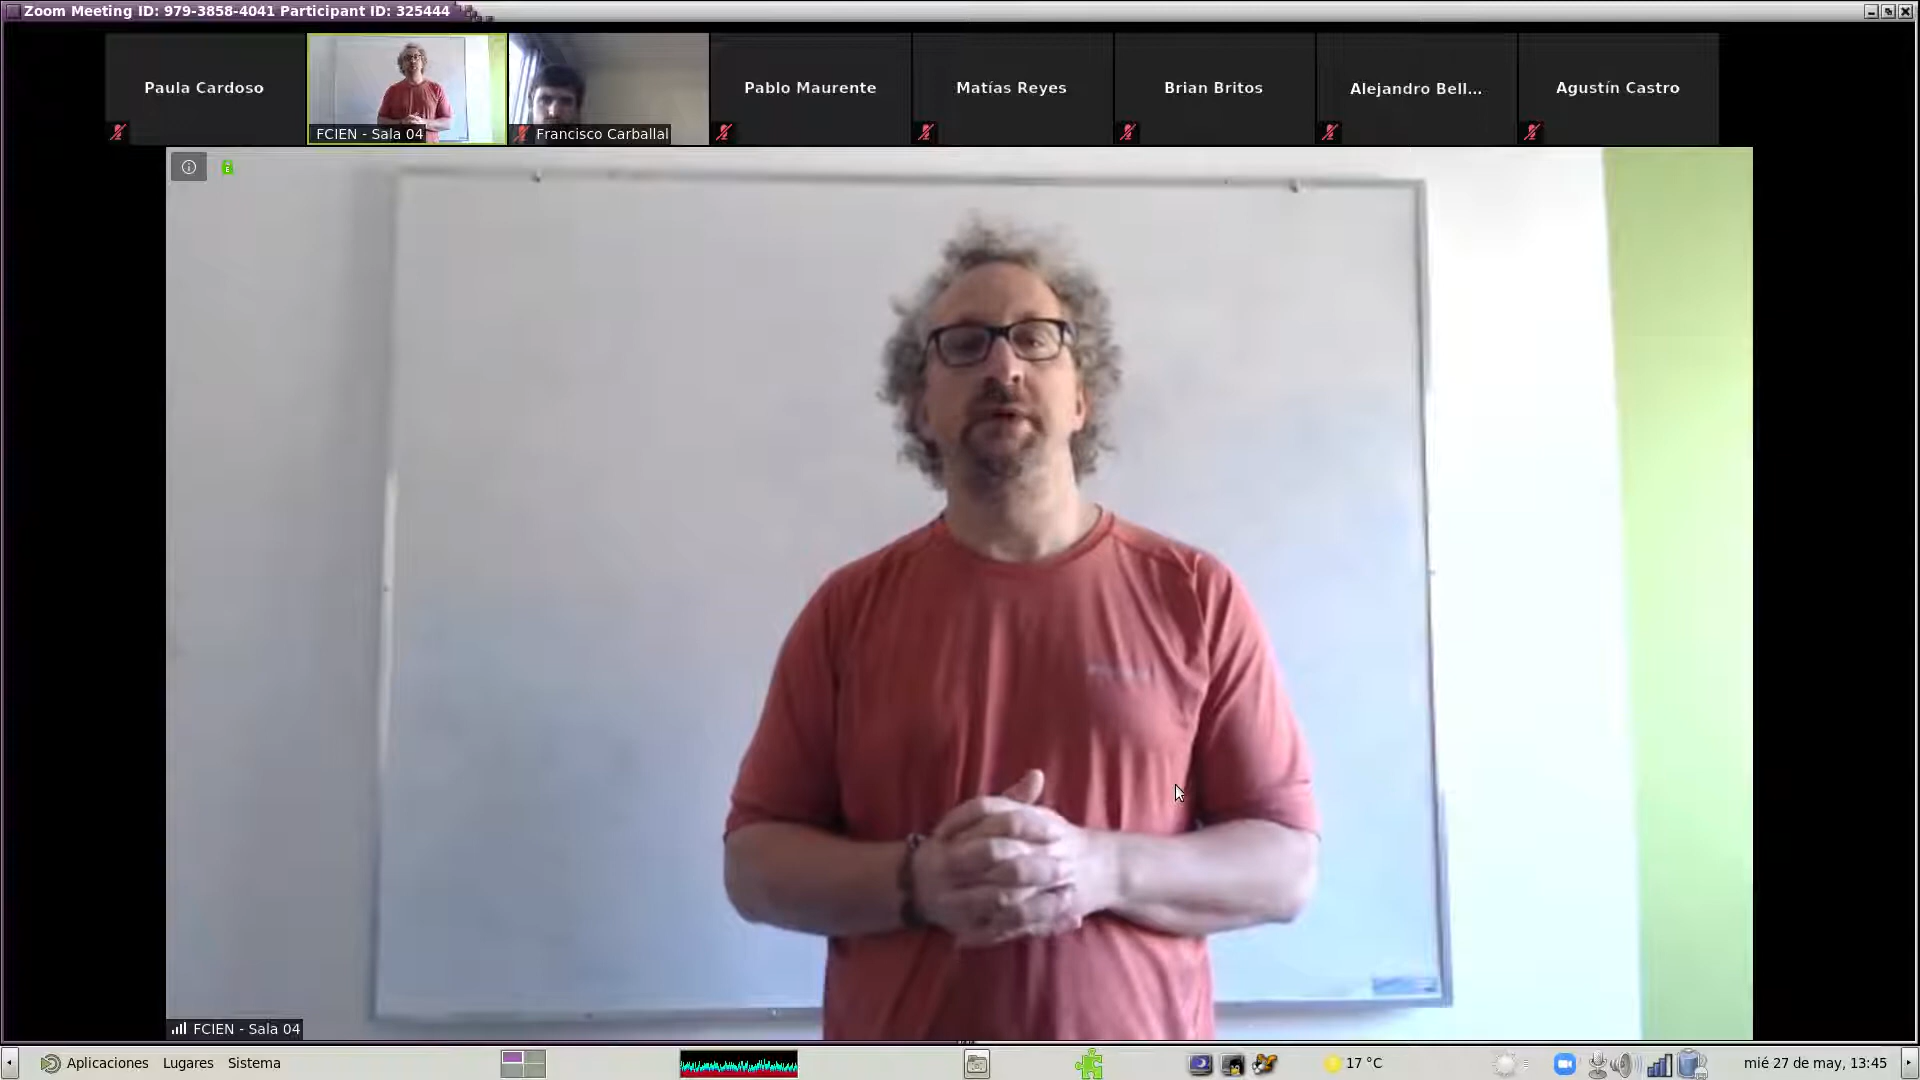 Zoom Meeting ID: 979-3858-4041 Participant ID: 325444
Paula Cardoso
FCIEN - Sala 04
Francisco Carballal
Pablo Maurente
Matías Reyes
Brian Britos
Alejandro Bell...
Agustín Castro
FCIEN - Sala 04
Aplicaciones Lugares Sistema
17 °C
mié 27 de may, 13:45